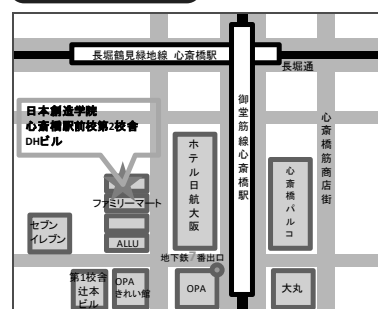 長堀鶴見緑地線 心斎橋駅
長堀通
日本創造学院
心斎橋駅前校第2校舎
DHビル
御堂筋線心斎橋駅
心斎橋筋商店街
ホテル日航大阪
心斎橋パルコ
ファミリーマート
セブン
イレブン
ALLU
地下鉄7番出口
第1校舎
辻本
ビル
OPA
きれい館
OPA
大丸